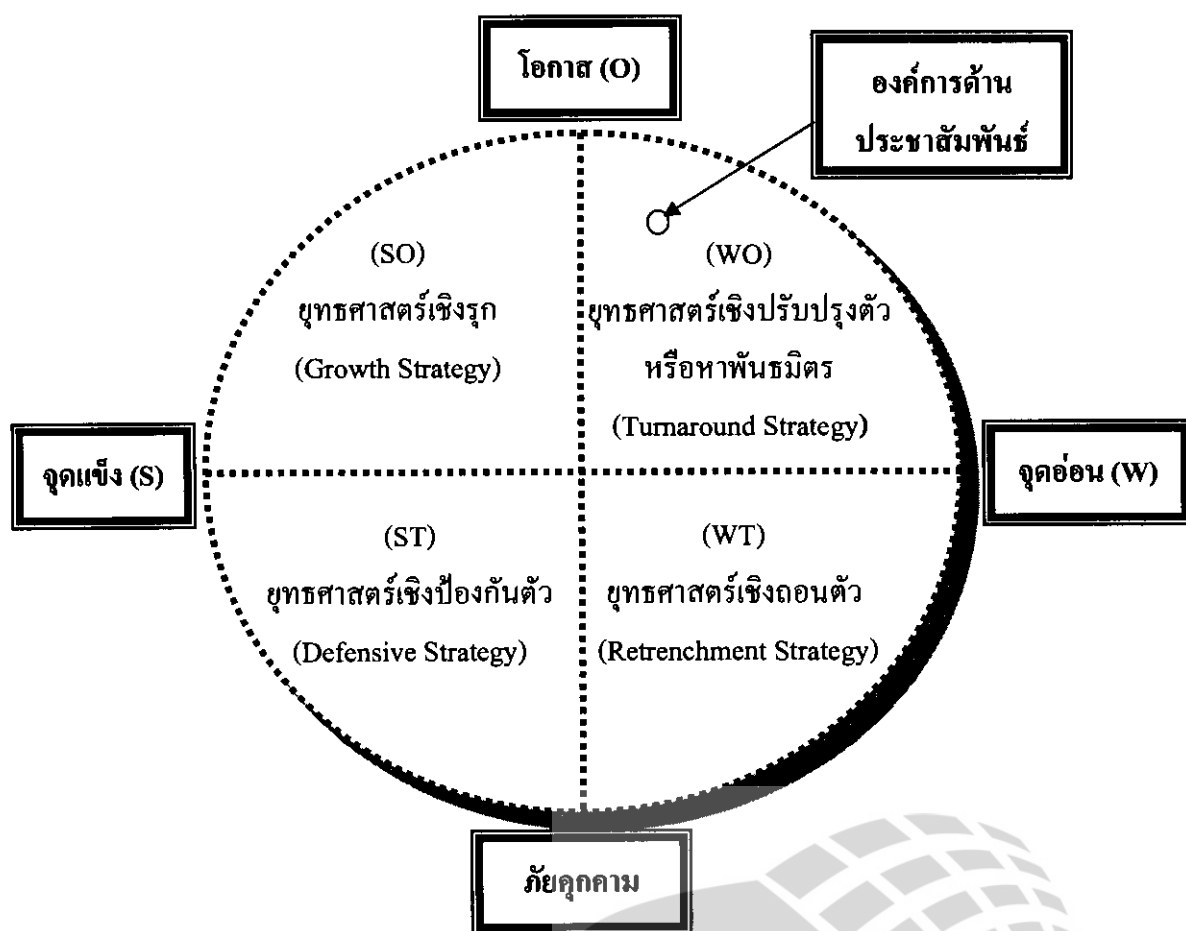 โอกาส (O)
องค์การด้าน
ประชาสัมพันธ์
(SO)
ยุทธศาสตร์เชิงรุก
(Growth Strategy)
(WO)
ยุทธศาสตร์เชิงปรับปรุงตัว
หรือหาพันธมิตร
(Turnaround Strategy)
จุดแข็ง (S)
จุดอ่อน (W)
(ST)
ยุทธศาสตร์เชิงป้องกันตัว
(Defensive Strategy)
(WT)
ยุทธศาสตร์เชิงถอนตัว
(Retrenchment Strategy)
ภัยคุกคาม